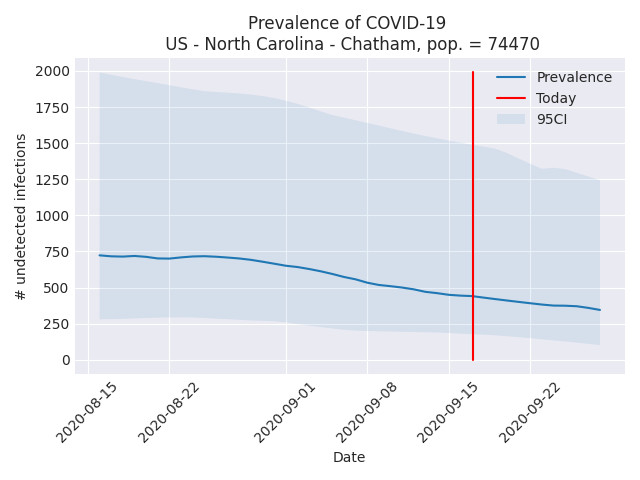 Prevalence of COVID-19
US - North Carolina - Chatham, pop. = 74470
# undetected infections
2000
1750
1500
1250
1000
750
500
250
0
Prevalence
Today
95CI
2020-08-15
2020-08-22
2020-09-01
2020-09-08
2020-09-15
2020-09-22
Date